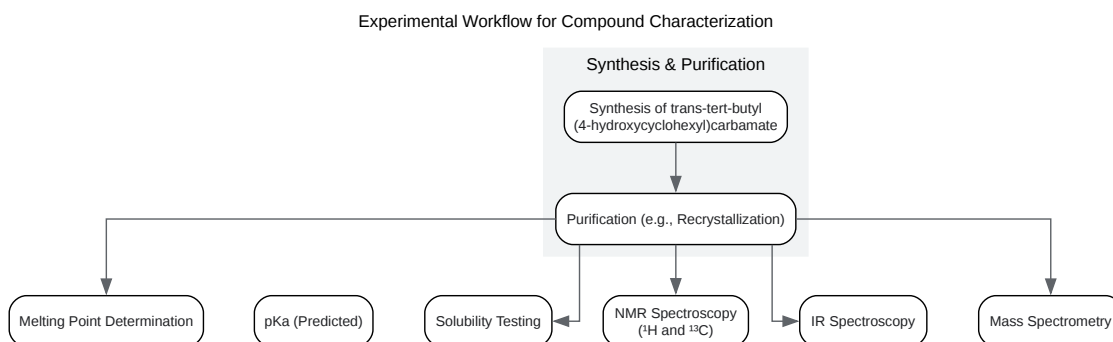 Experimental Workflow for Compound Characterization
Synthesis & Purification
Synthesis of trans-tert-butyl
(4-hydroxycyclohexyl)carbamate
Purification (e.g., Recrystallization)
Melting Point Determination
pKa (Predicted)
Solubility Testing
NMR Spectroscopy
(¹H and ¹³C)
IR Spectroscopy
Mass Spectrometry